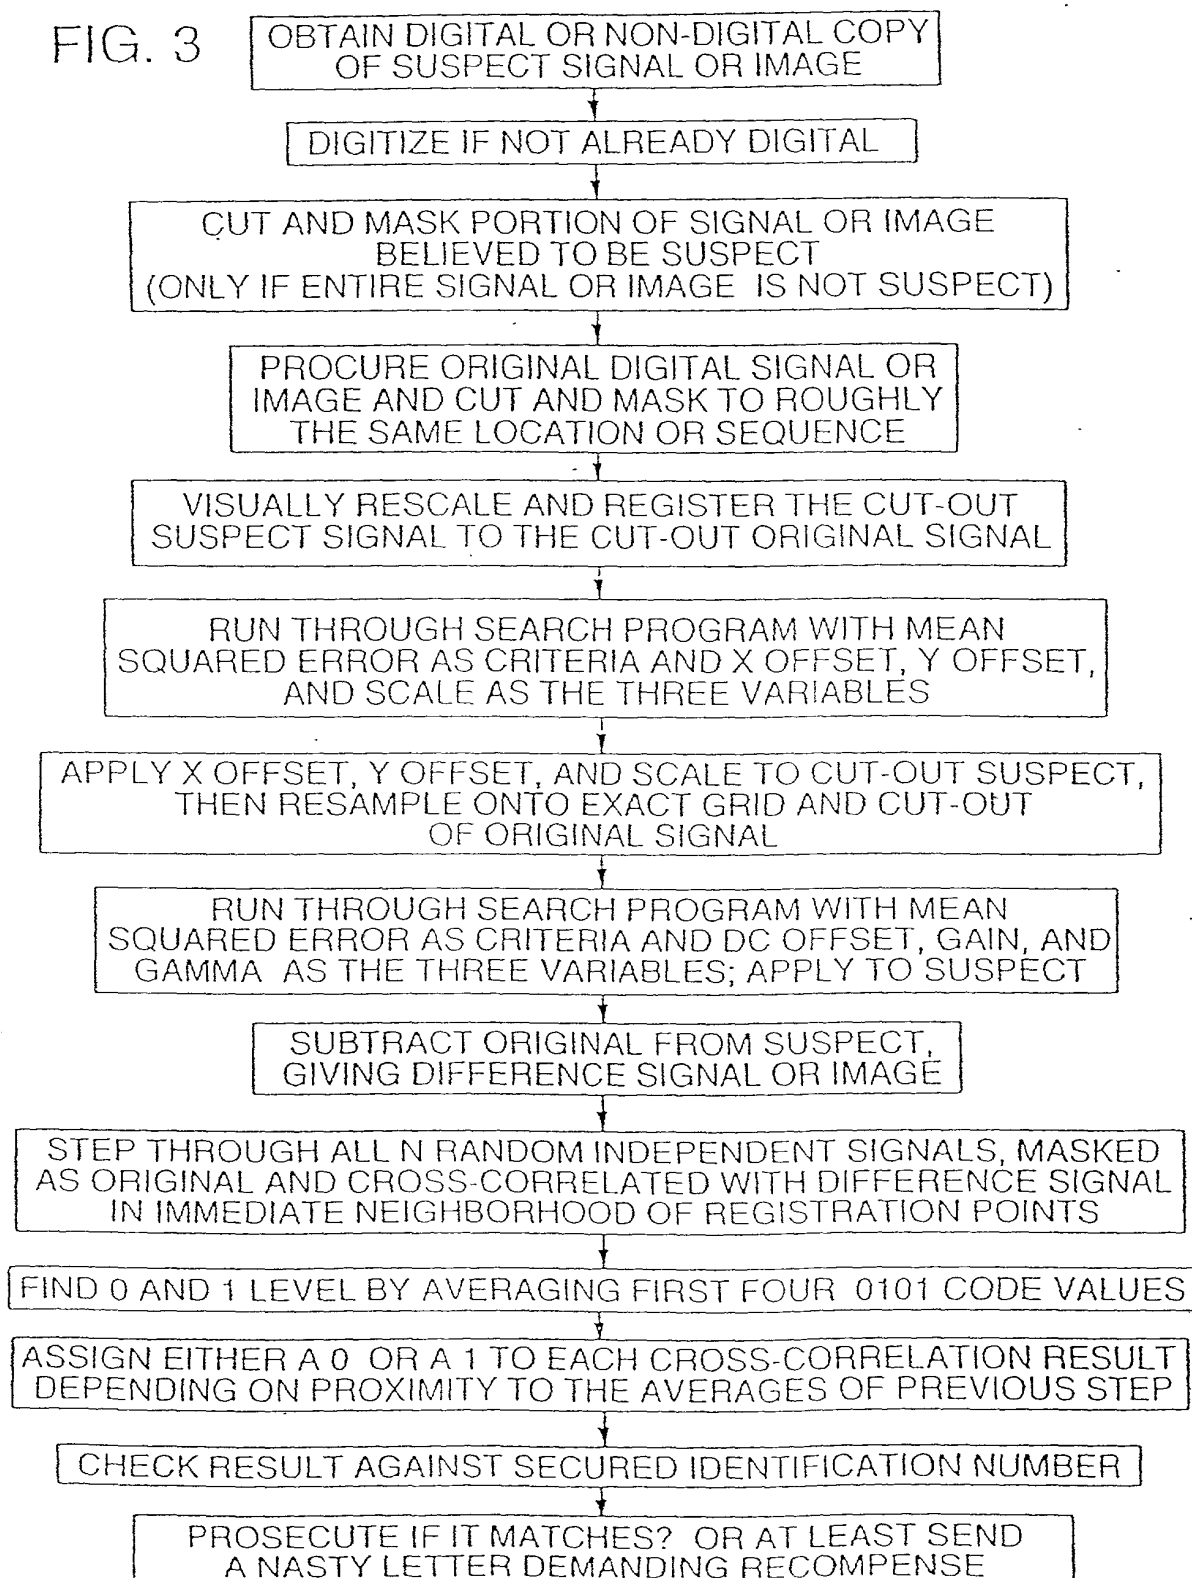 FIG. 3
OBTAIN DIGITAL OR NON-DIGITAL COPY
OF SUSPECT SIGNAL OR IMAGE
DIGITIZE IF NOT ALREADY DIGITAL
CUT AND MASK PORTION OF SIGNAL OR IMAGE
BELIEVED TO BE SUSPECT
(ONLY IF ENTIRE SIGNAL OR IMAGE IS NOT SUSPECT)
PROCURE ORIGINAL DIGITAL SIGNAL OR
IMAGE AND CUT AND MASK TO ROUGHLY
THE SAME LOCATION OR SEQUENCE
VISUALLY RESCALE AND REGISTER THE CUT-OUT
SUSPECT SIGNAL TO THE CUT-OUT ORIGINAL SIGNAL
RUN THROUGH SEARCH PROGRAM WITH MEAN
SQUARED ERROR AS CRITERIA AND X OFFSET, Y OFFSET,
AND SCALE AS THE THREE VARIABLES
APPLY X OFFSET, Y OFFSET, AND SCALE TO CUT-OUT SUSPECT,
THEN RESAMPLE ONTO EXACT GRID AND CUT-OUT
OF ORIGINAL SIGNAL
RUN THROUGH SEARCH PROGRAM WITH MEAN
SQUARED ERROR AS CRITERIA AND DC OFFSET, GAIN, AND
GAMMA AS THE THREE VARIABLES; APPLY TO SUSPECT
SUBTRACT ORIGINAL FROM SUSPECT,
GIVING DIFFERENCE SIGNAL OR IMAGE
STEP THROUGH ALL N RANDOM INDEPENDENT SIGNALS, MASKED
AS ORIGINAL AND CROSS-CORRELATED WITH DIFFERENCE SIGNAL
IN IMMEDIATE NEIGHBORHOOD OF REGISTRATION POINTS
FIND 0 AND 1 LEVEL BY AVERAGING FIRST FOUR 0101 CODE VALUES
ASSIGN EITHER A 0 OR A 1 TO EACH CROSS-CORRELATION RESULT
DEPENDING ON PROXIMITY TO THE AVERAGES OF PREVIOUS STEP
CHECK RESULT AGAINST SECURED IDENTIFICATION NUMBER
PROSECUTE IF IT MATCHES? OR AT LEAST SEND
A NASTY LETTER DEMANDING RECOMPENSE